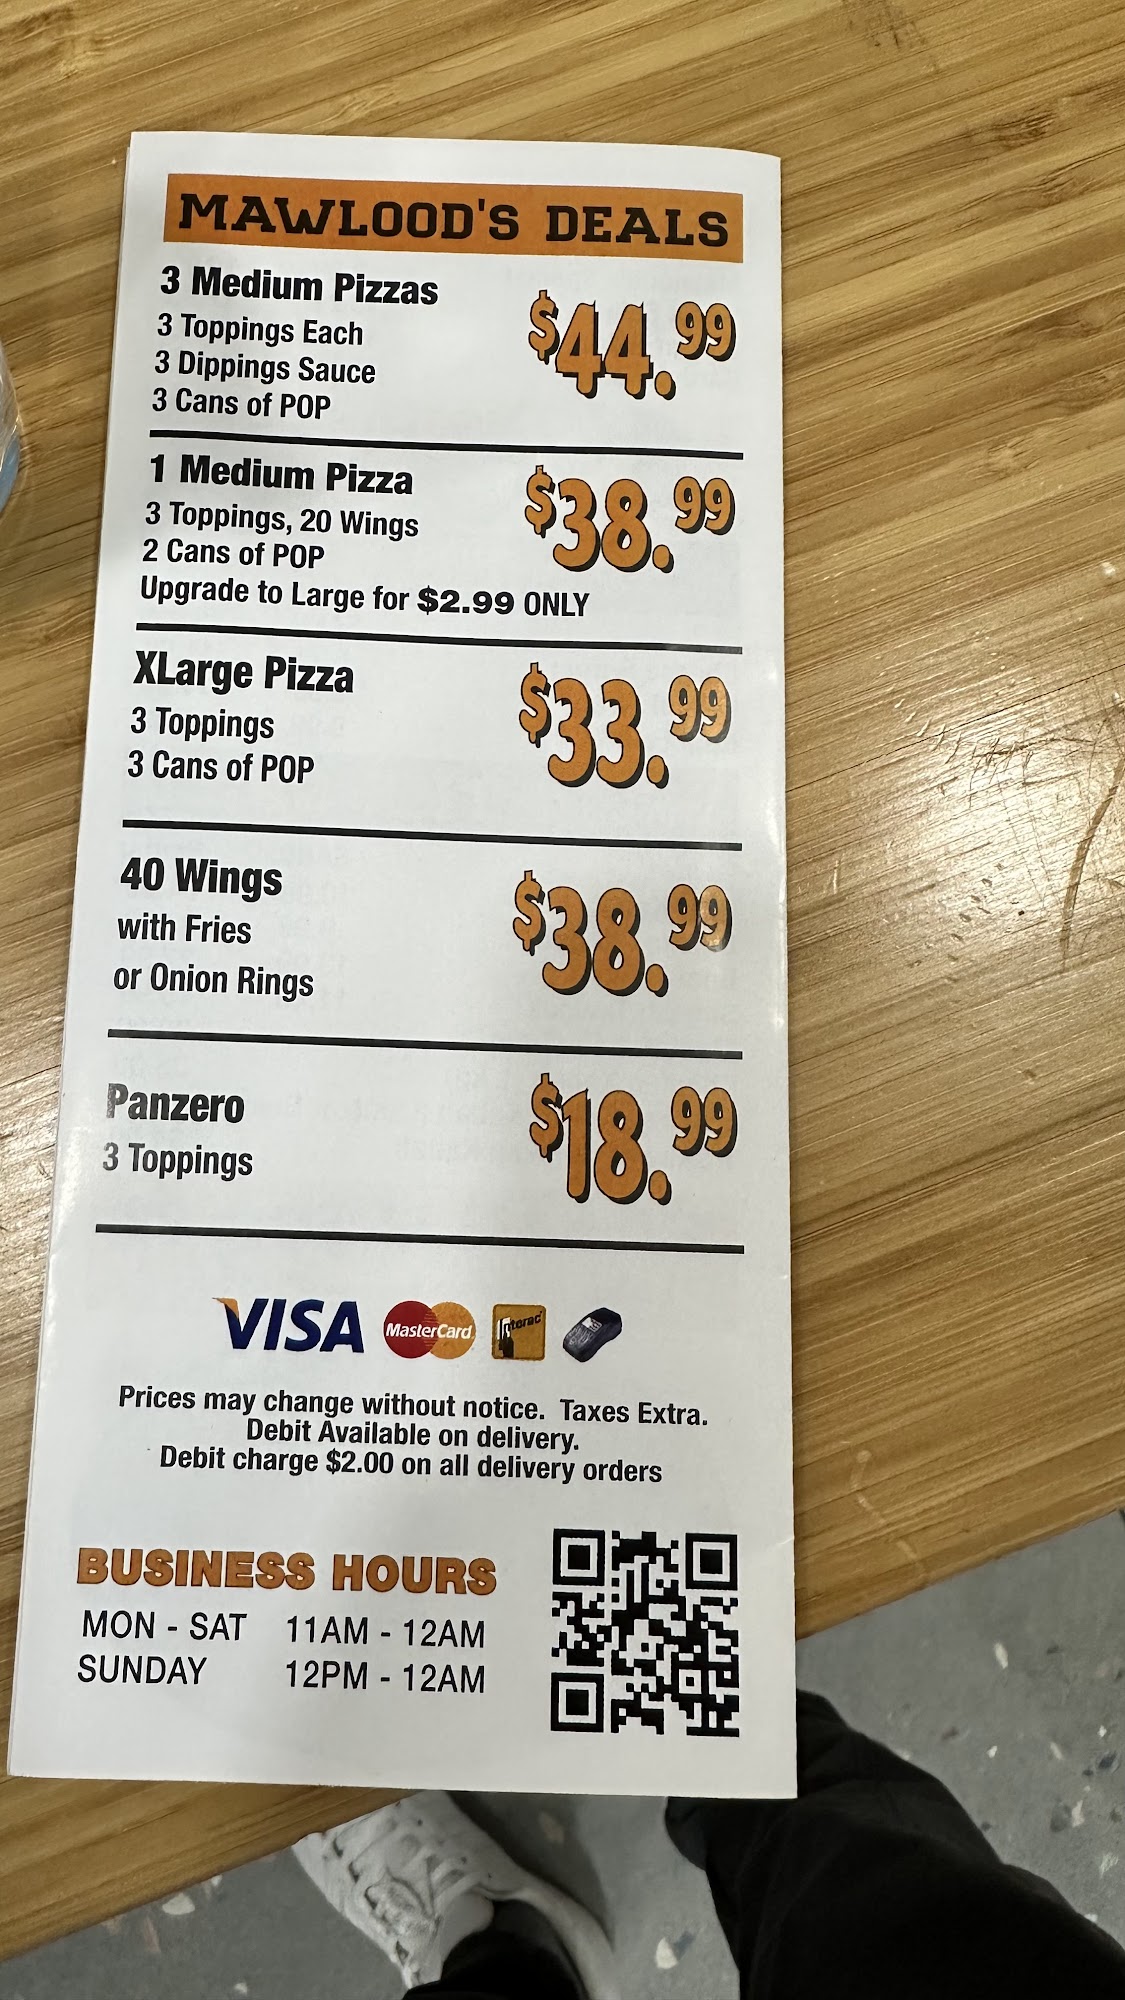 MAWLOOD'S DEALS
3 Medium Pizzas
3 Toppings Each
3 Dippings Sauce
3 Cans of POP
$44.99
1 Medium Pizza
3 Toppings, 20 Wings
2 Cans of POP
Upgrade to Large for $2.99 ONLY
$38.99
XLarge Pizza
3 Toppings
3 Cans of POP
$33.99
40 Wings
with Fries
or Onion Rings
$38.99
Panzero
3 Toppings
$18.99
VISA MasterCard Interac
Prices may change without notice. Taxes Extra.
Debit Available on delivery.
Debit charge $2.00 on all delivery orders
BUSINESS HOURS
MON - SAT 11AM - 12AM
SUNDAY 12PM - 12AM